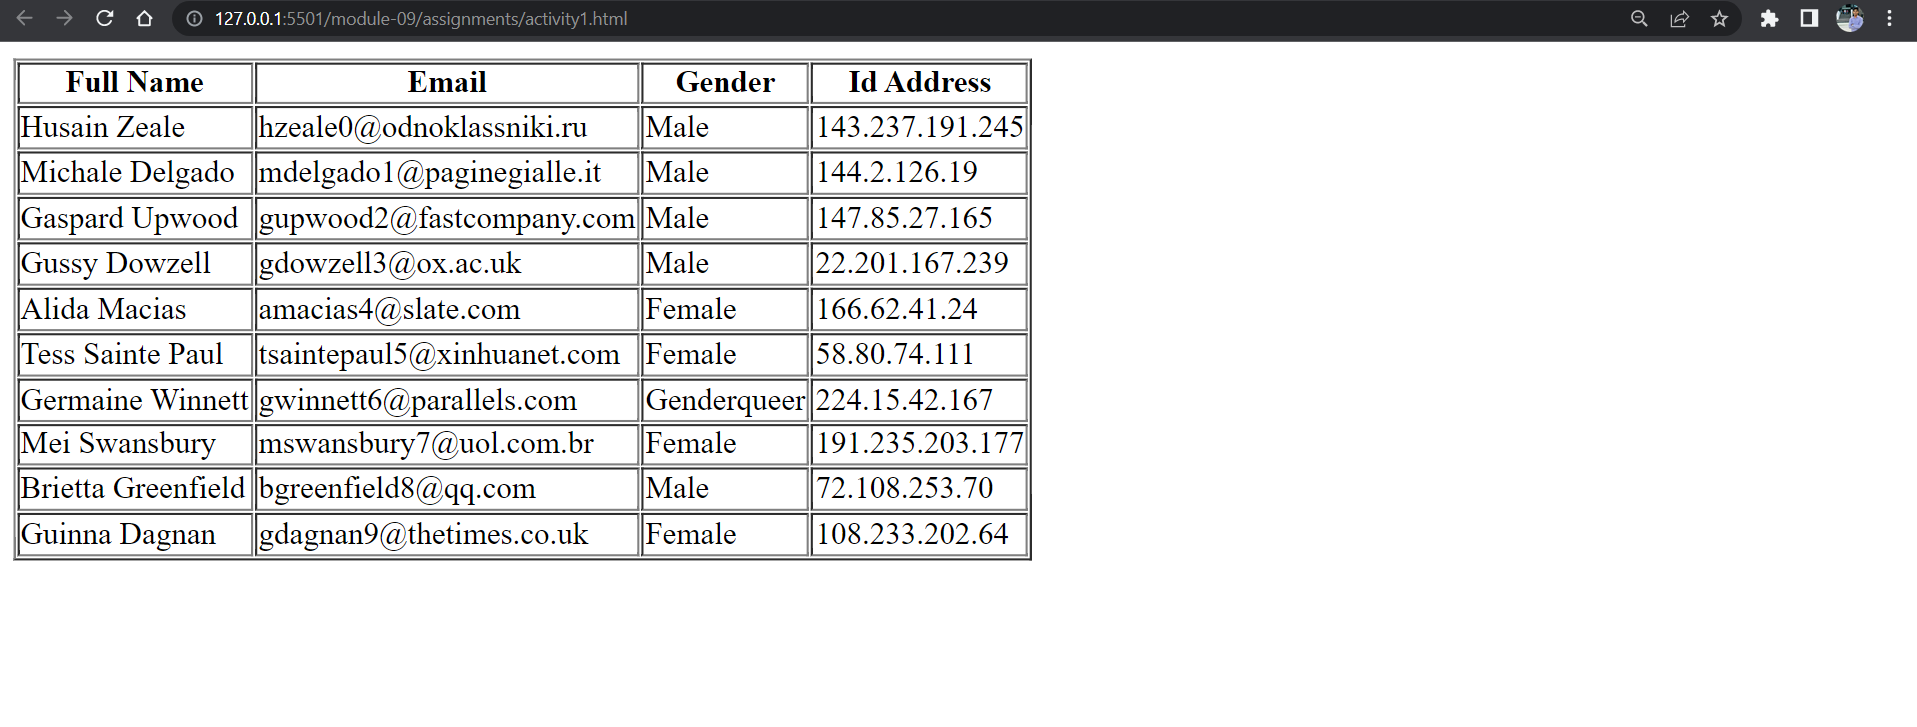 127.0.0.1:5501/module-09/assignments/activity1.html
Full Name Email Gender Id Address
Husain Zeale hzeale0@odnoklassniki.ru Male 143.237.191.245
Michale Delgado mdelgado1@paginegialle.it Male 144.2.126.19
Gaspard Upwood gupwood2@fastcompany.com Male 147.85.27.165
Gussy Dowzell gdowzell3@ox.ac.uk Male 22.201.167.239
Alida Macias amacias4@slate.com Female 166.62.41.24
Tess Sainte Paul tsaintepaul5@xinhuanet.com Female 58.80.74.111
Germaine Winnett gwinnett6@parallels.com Genderqueer 224.15.42.167
Mei Swansbury mswansbury7@uol.com.br Female 191.235.203.177
Brietta Greenfield bgreenfield8@qq.com Male 72.108.253.70
Guinna Dagnan gdagnan9@thetimes.co.uk Female 108.233.202.64